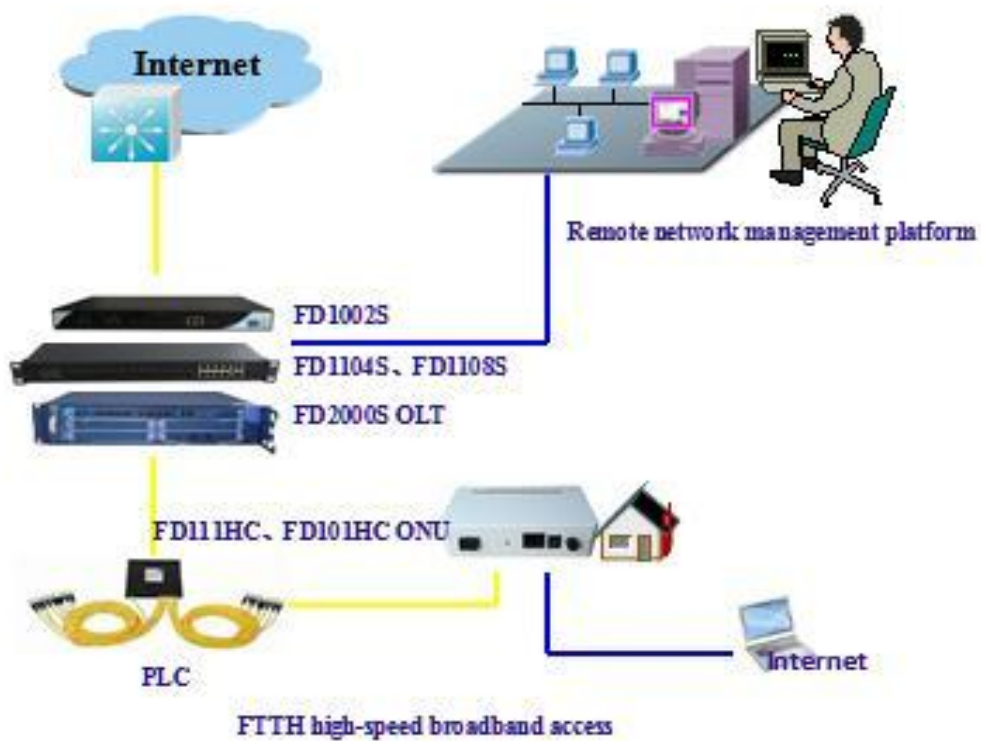 Internet
Remote network management platform
FD1002S
FD1104S、FD1108S
FD2000S OLT
FD111HC、FD101HC ONU
Internet
PLC
FTTH high-speed broadband access